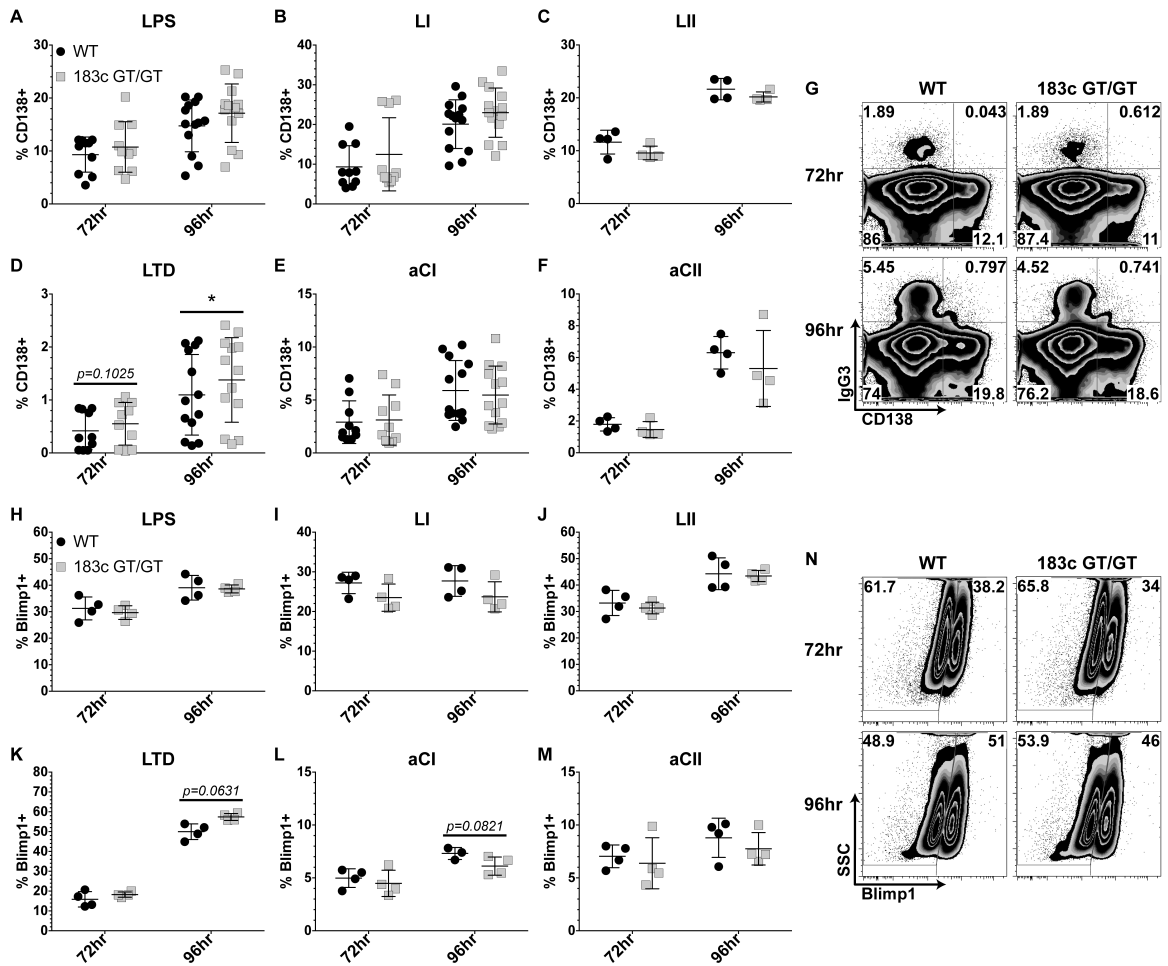 A
LPS
WT
183c GT/GT
% CD138+
30
20
10
0
72hr
96hr
B
LI
% CD138+
40
30
20
10
0
72hr
96hr
C
LII
% CD138+
30
20
10
0
72hr
96hr
D
LTD
% CD138+
3
2
1
0
p=0.1025
*
72hr
96hr
E
aCI
% CD138+
15
10
5
0
72hr
96hr
F
aCII
% CD138+
10
8
6
4
2
0
72hr
96hr
G
WT
183c GT/GT
72hr
1.89
0.043
86
12.1
1.89
0.612
87.4
11
96hr
5.45
0.797
74
19.8
4.52
0.741
76.2
18.6
IgG3
CD138
H
LPS
WT
183c GT/GT
% Blimp1+
60
50
40
30
20
10
0
72hr
96hr
I
LI
% Blimp1+
40
30
20
10
0
72hr
96hr
J
LII
% Blimp1+
60
50
40
30
20
10
0
72hr
96hr
K
LTD
% Blimp1+
80
70
60
50
40
30
20
10
0
p=0.0631
72hr
96hr
L
aCI
% Blimp1+
15
10
5
0
p=0.0821
72hr
96hr
M
aCII
% Blimp1+
15
10
5
0
72hr
96hr
N
WT
183c GT/GT
72hr
61.7
38.2
65.8
34
96hr
48.9
51
53.9
46
SSC
Blimp1